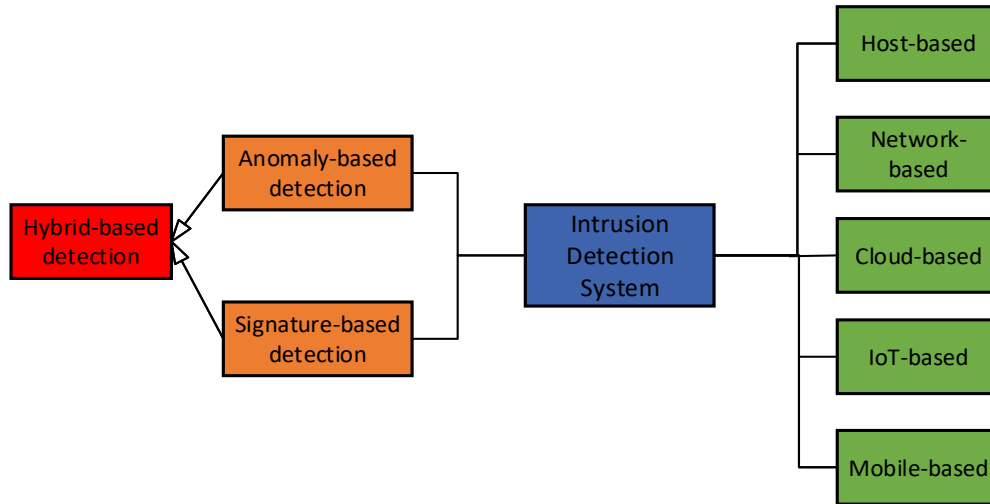 Hybrid-based
detection
Anomaly-based
detection
Signature-based
detection
Intrusion
Detection
System
Host-based
Network-
based
Cloud-based
IoT-based
Mobile-based